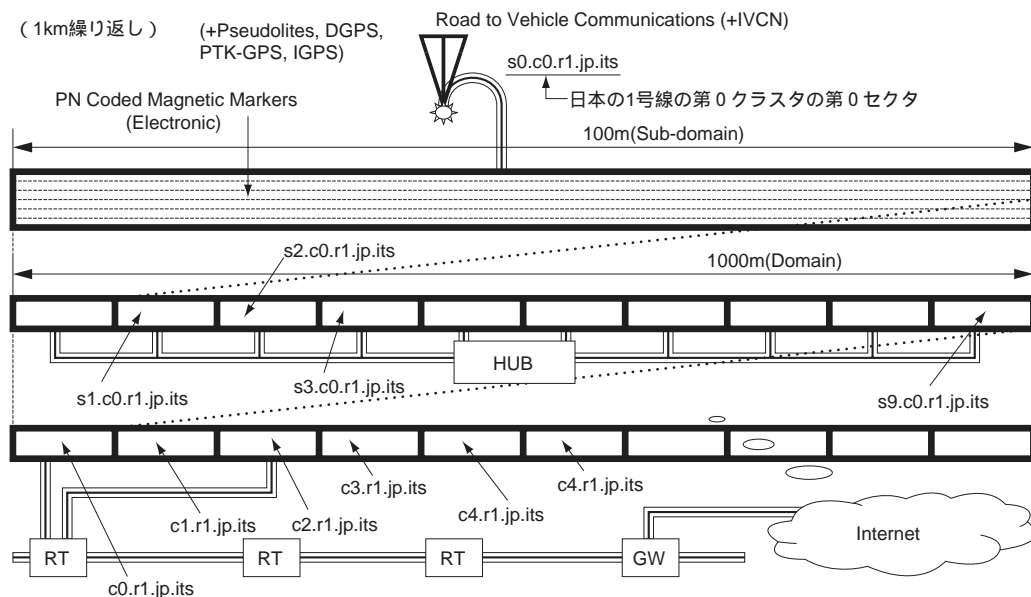 （1km繰り返し）
(+Pseudolites, DGPS,
PTK-GPS, IGPS)
Road to Vehicle Communications (+IVCN)
s0.c0.r1.jp.its
日本の1号線の第０クラスタの第０セクタ
PN Coded Magnetic Markers
(Electronic)
100m(Sub-domain)
s2.c0.r1.jp.its
1000m(Domain)
HUB
s1.c0.r1.jp.its
s3.c0.r1.jp.its
s9.c0.r1.jp.its
c1.r1.jp.its
c2.r1.jp.its
c3.r1.jp.its
c4.r1.jp.its
c4.r1.jp.its
Internet
RT
RT
RT
GW
c0.r1.jp.its